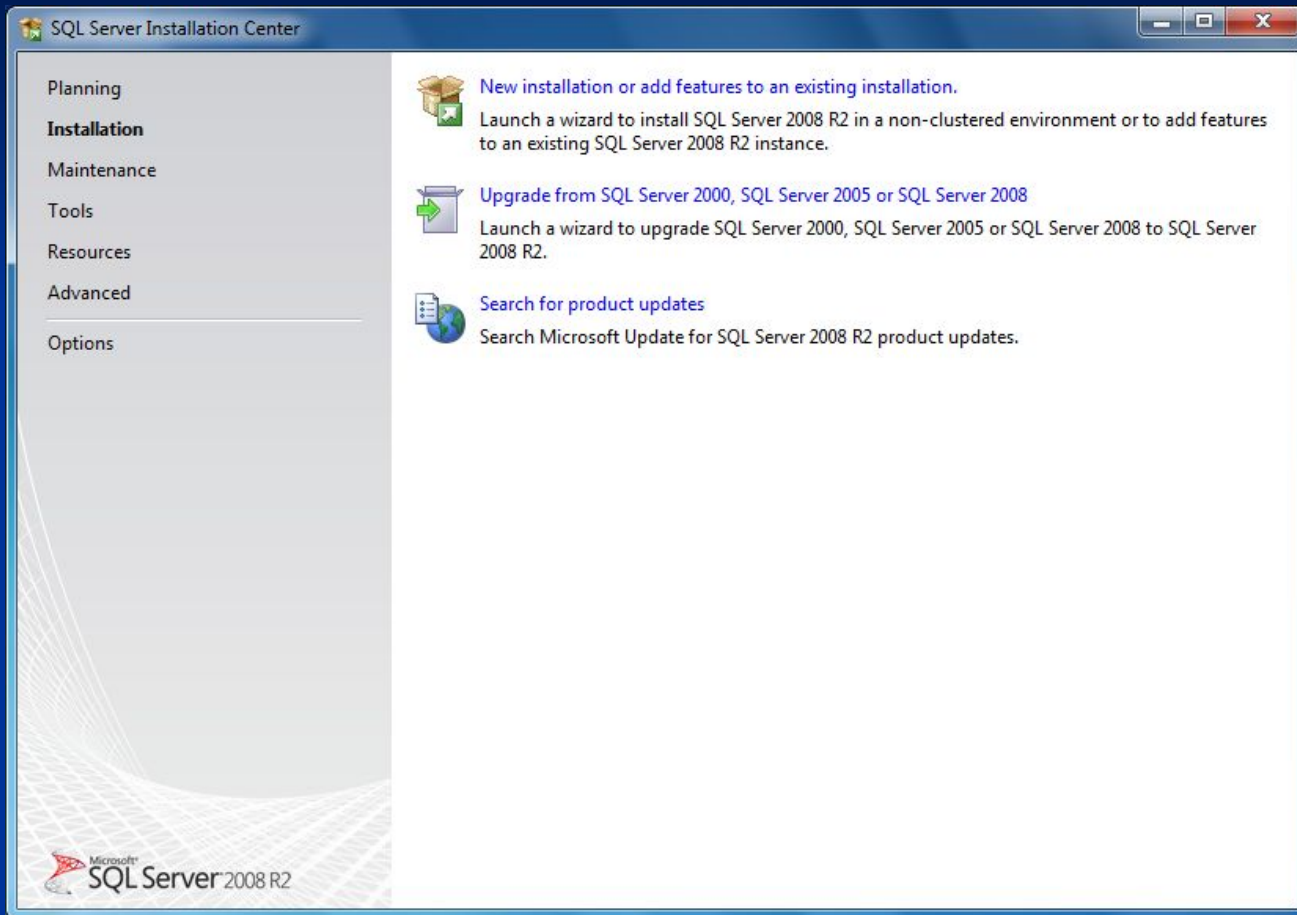 SQL Server Installation Center
Planning
Installation
Maintenance
Tools
Resources
Advanced
Options
New installation or add features to an existing installation.
Launch a wizard to install SQL Server 2008 R2 in a non-clustered environment or to add features
to an existing SQL Server 2008 R2 instance.
Upgrade from SQL Server 2000, SQL Server 2005 or SQL Server 2008
Launch a wizard to upgrade SQL Server 2000, SQL Server 2005 or SQL Server 2008 to SQL Server
2008 R2.
Search for product updates
Search Microsoft Update for SQL Server 2008 R2 product updates.
Microsoft®
SQL Server 2008 R2